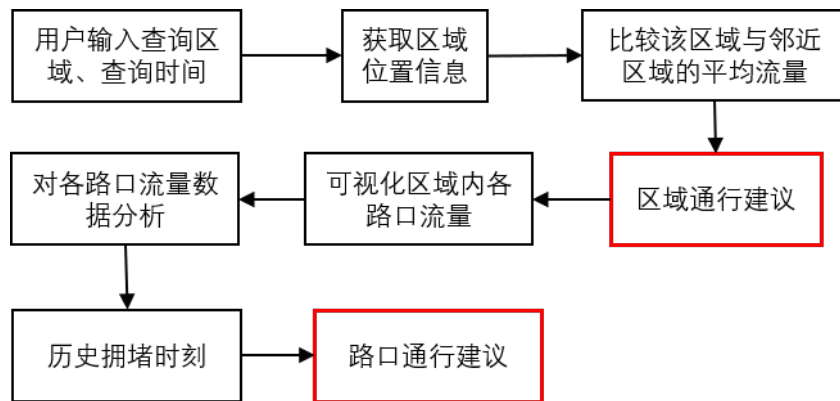 用户输入查询区
域、查询时间
获取区域
位置信息
比较该区域与邻近
区域的平均流量
区域通行建议
可视化区域内各
路口流量
对各路口流量数
据分析
历史拥堵时刻
路口通行建议